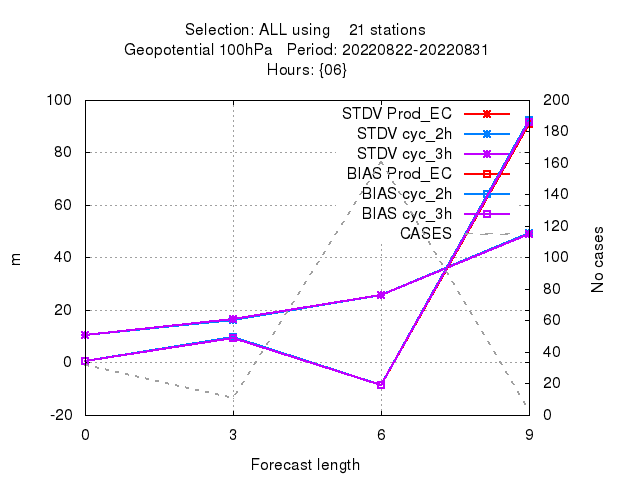 Selection: ALL using    21 stations
Geopotential 100hPa   Period: 20220822-20220831
Hours: {06}
100
80
60
40
20
0
-20
200
180
160
140
120
100
80
60
40
20
0
STDV Prod_EC
STDV cyc_2h
STDV cyc_3h
BIAS Prod_EC
BIAS cyc_2h
BIAS cyc_3h
CASES
m
No cases
0 3 6 9
Forecast length